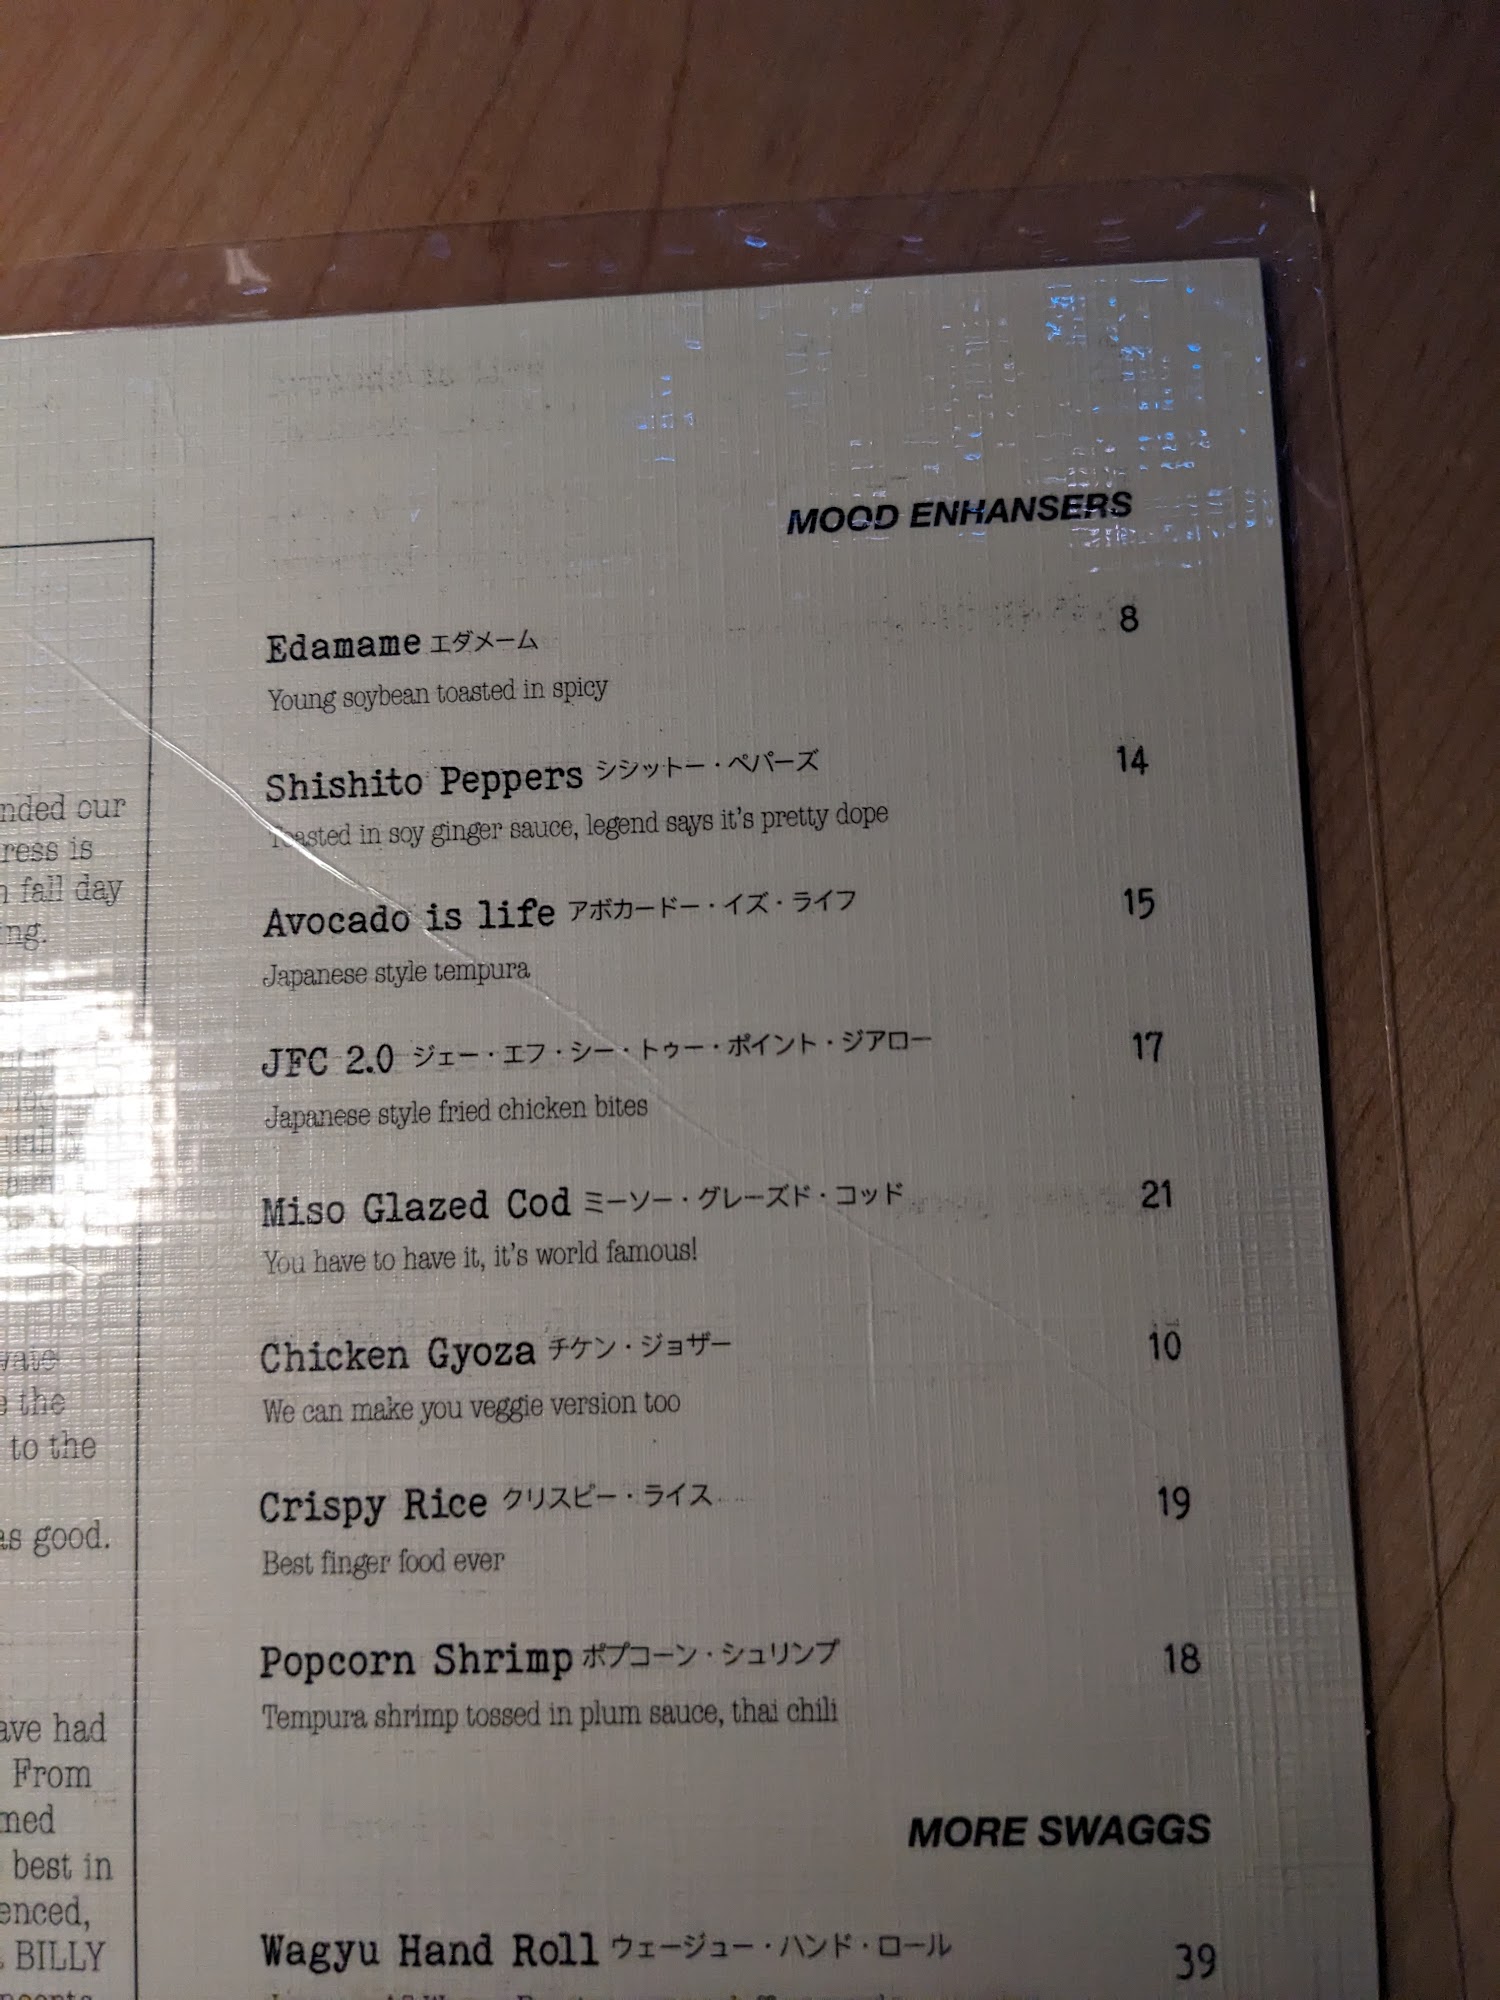 nded our
ress is
fall day
ing.
the
to the
as good.
ave had
From
med
best in
enced,
BILLY
MOOD ENHANSERS
Edamame エダメーム 8
Young soybean toasted in spicy
Shishito Peppers シシットー・ペパーズ 14
Toasted in soy ginger sauce, legend says it's pretty dope
Avocado is life アボカードー・イズ・ライフ 15
Japanese style tempura
JFC 2.0 ジェー・エフ・シー・トゥー・ポイント・ジアロー 17
Japanese style fried chicken bites
Miso Glazed Cod ミーソー・グレーズド・コッド 21
You have to have it, it's world famous!
Chicken Gyoza チケン・ジョザー 10
We can make you veggie version too
Crispy Rice クリスピー・ライス 19
Best finger food ever
Popcorn Shrimp ポプコーン・シュリンプ 18
Tempura shrimp tossed in plum sauce, thai chili
MORE SWAGGS
Wagyu Hand Roll ウェージュー・ハンド・ロール 39